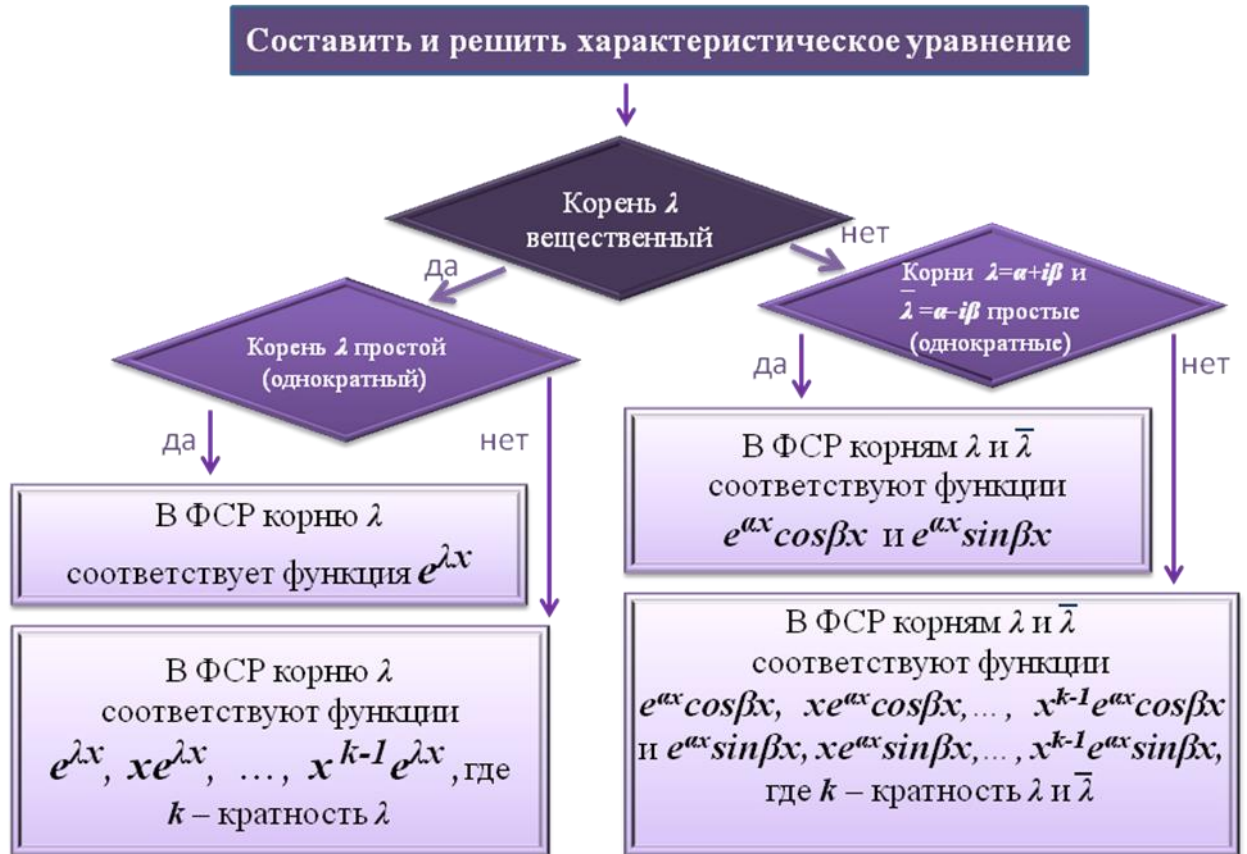 Составить и решить характеристическое уравнение
Корень λ
вещественный
да
нет
Корни λ=α+iβ и
λ̅ =α–iβ простые
(однократные)
Корень λ простой
(однократный)
да
нет
да
нет
В ФСР корню λ
соответствует функция e^{λx}
В ФСР корням λ и λ̅
соответствуют функции
e^{αx}cosβx и e^{αx}sinβx
В ФСР корню λ
соответствуют функции
e^{λx}, xe^{λx}, …, x^{k-1}e^{λx}, где
k – кратность λ
В ФСР корням λ и λ̅
соответствуют функции
e^{αx}cosβx, xe^{αx}cosβx,…, x^{k-1}e^{αx}cosβx
и e^{αx}sinβx, xe^{αx}sinβx,…, x^{k-1}e^{αx}sinβx,
где k – кратность λ и λ̅